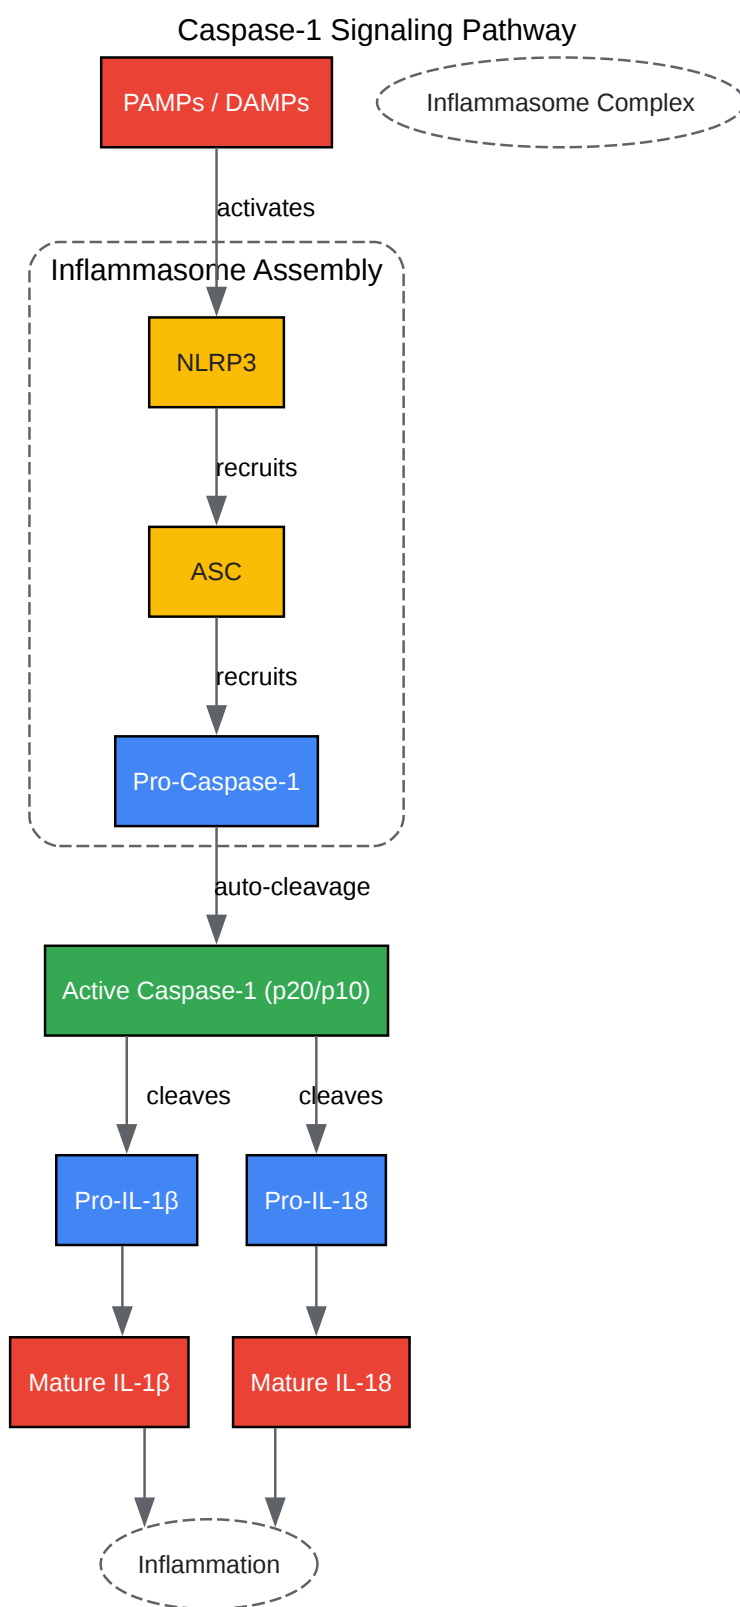 Caspase-1 Signaling Pathway
PAMPs / DAMPs
Inflammasome Complex
activates
Inflammasome Assembly
NLRP3
recruits
ASC
recruits
Pro-Caspase-1
auto-cleavage
Active Caspase-1 (p20/p10)
cleaves
cleaves
Pro-IL-1β
Pro-IL-18
Mature IL-1β
Mature IL-18
Inflammation